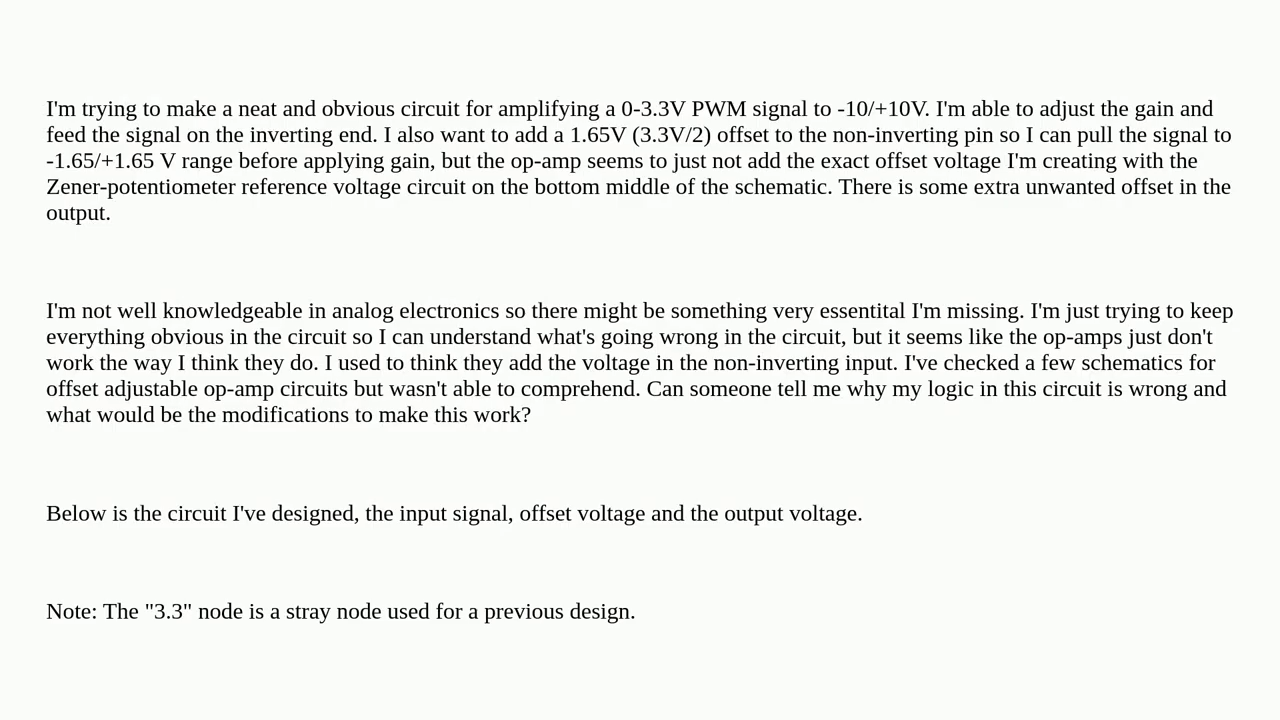 I'm trying to make a neat and obvious circuit for amplifying a 0-3.3V PWM signal to -10/+10V. I'm able to adjust the gain and
feed the signal on the inverting end. I also want to add a 1.65V (3.3V/2) offset to the non-inverting pin so I can pull the signal to
-1.65/+1.65 V range before applying gain, but the op-amp seems to just not add the exact offset voltage I'm creating with the
Zener-potentiometer reference voltage circuit on the bottom middle of the schematic. There is some extra unwanted offset in the
output.
I'm not well knowledgeable in analog electronics so there might be something very essentital I'm missing. I'm just trying to keep
everything obvious in the circuit so I can understand what's going wrong in the circuit, but it seems like the op-amps just don't
work the way I think they do. I used to think they add the voltage in the non-inverting input. I've checked a few schematics for
offset adjustable op-amp circuits but wasn't able to comprehend. Can someone tell me why my logic in this circuit is wrong and
what would be the modifications to make this work?
Below is the circuit I've designed, the input signal, offset voltage and the output voltage.
Note: The "3.3" node is a stray node used for a previous design.